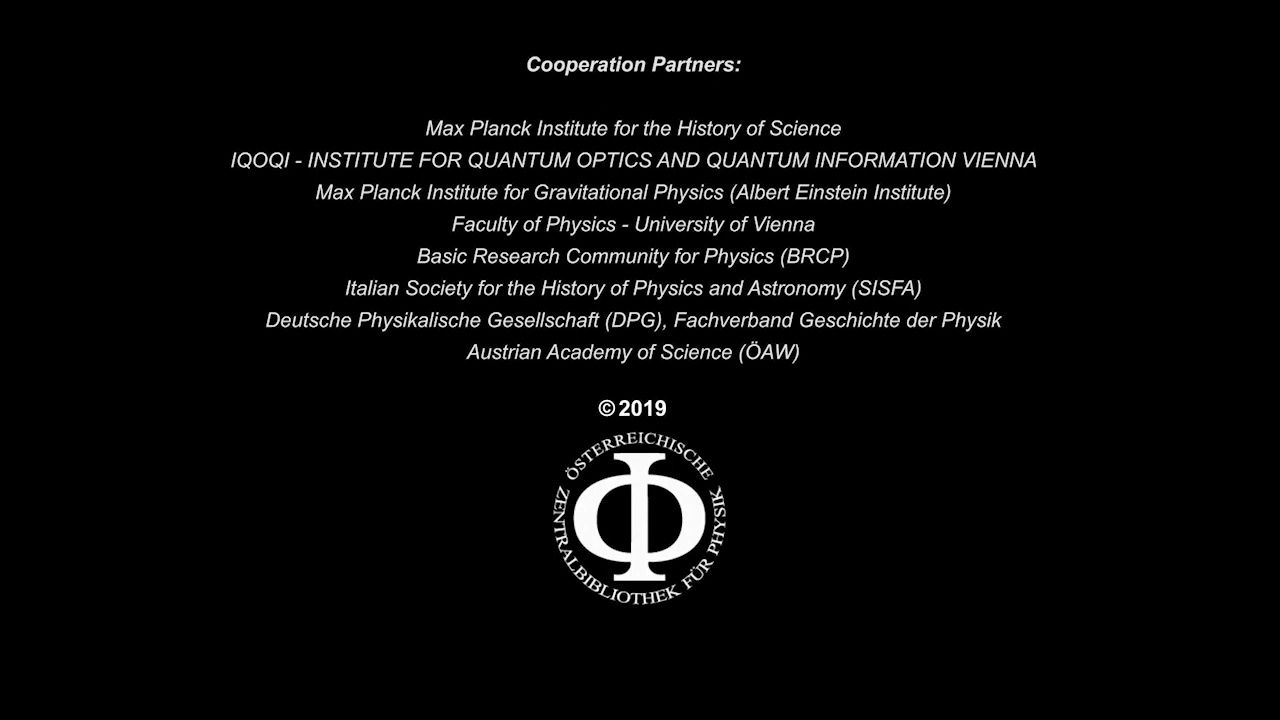 Cooperation Partners:
Max Planck Institute for the History of Science
IQOQI - INSTITUTE FOR QUANTUM OPTICS AND QUANTUM INFORMATION VIENNA
Max Planck Institute for Gravitational Physics (Albert Einstein Institute)
Faculty of Physics - University of Vienna
Basic Research Community for Physics (BRCP)
Italian Society for the History of Physics and Astronomy (SISFA)
Deutsche Physikalische Gesellschaft (DPG), Fachverband Geschichte der Physik
Austrian Academy of Science (ÖAW)
© 2019
ÖSTERREICHISCHE ZENTRALBIBLIOTHEK FÜR PHYSIK
Φ